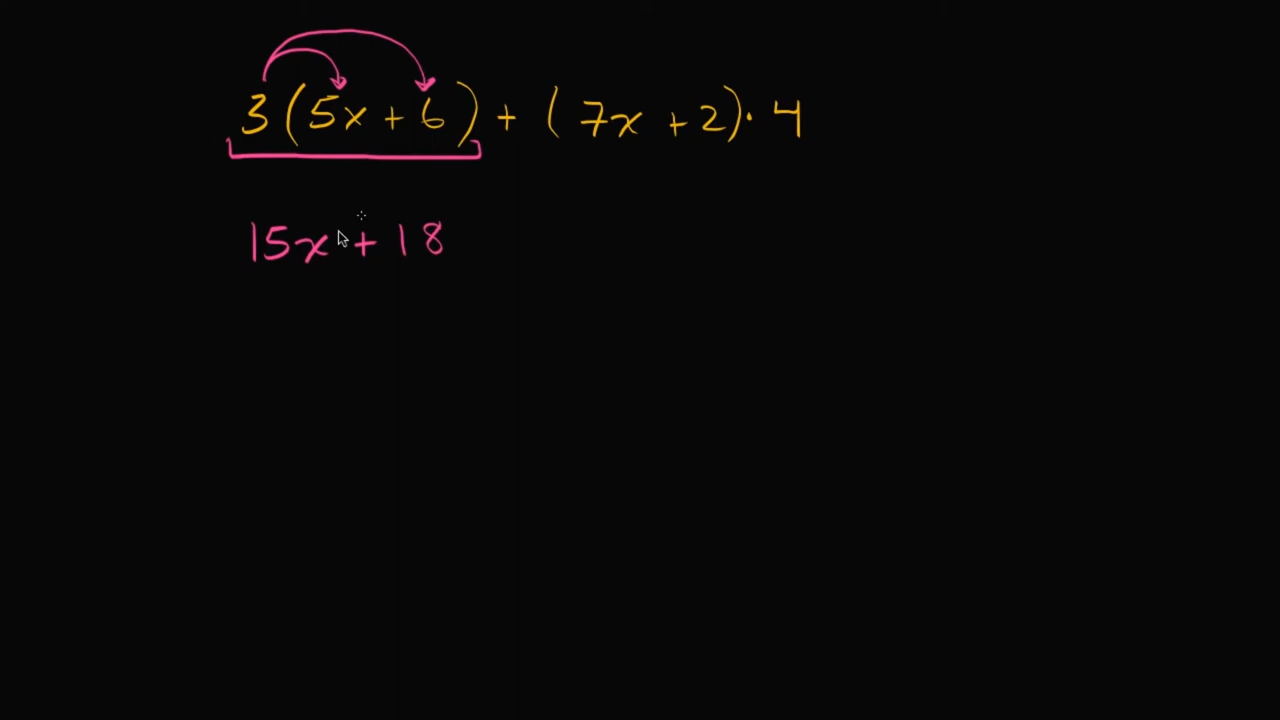 3(5x + 6) + (7x + 2) · 4
15x + 18